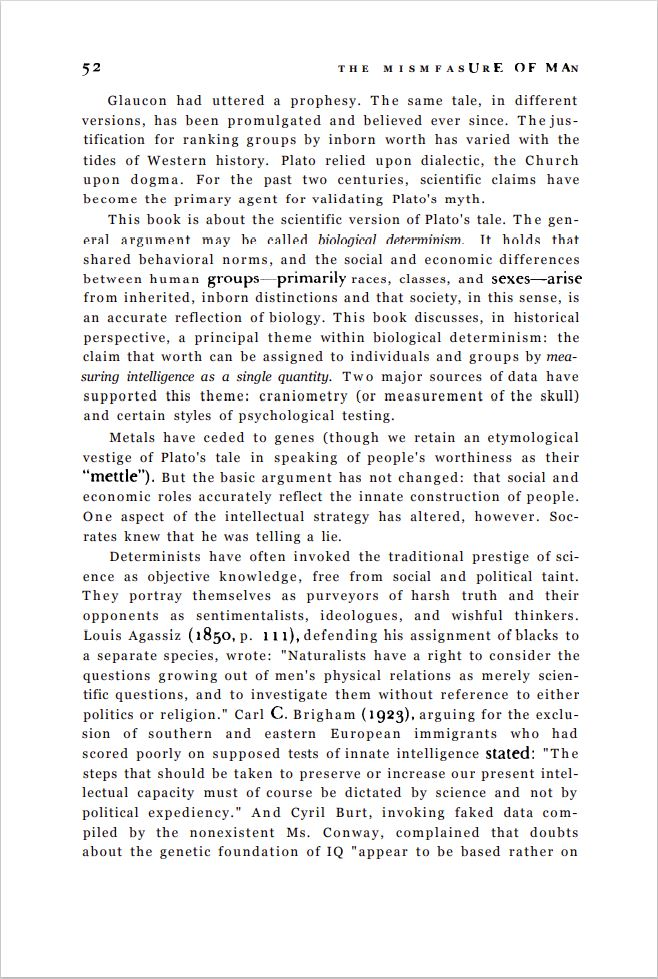 52 THE MISMFASURE OF MAN
Glaucon had uttered a prophesy. The same tale, in different
versions, has been promulgated and believed ever since. The jus-
tification for ranking groups by inborn worth has varied with the
tides of Western history. Plato relied upon dialectic, the Church
upon dogma. For the past two centuries, scientific claims have
become the primary agent for validating Plato's myth.
This book is about the scientific version of Plato's tale. The gen-
eral argument may be called biological determinism. It holds that
shared behavioral norms, and the social and economic differences
between human groups—primarily races, classes, and sexes—arise
from inherited, inborn distinctions and that society, in this sense, is
an accurate reflection of biology. This book discusses, in historical
perspective, a principal theme within biological determinism: the
claim that worth can be assigned to individuals and groups by mea-
suring intelligence as a single quantity. Two major sources of data have
supported this theme: craniometry (or measurement of the skull)
and certain styles of psychological testing.
Metals have ceded to genes (though we retain an etymological
vestige of Plato's tale in speaking of people's worthiness as their
“mettle”). But the basic argument has not changed: that social and
economic roles accurately reflect the innate construction of people.
One aspect of the intellectual strategy has altered, however. Soc-
rates knew that he was telling a lie.
Determinists have often invoked the traditional prestige of sci-
ence as objective knowledge, free from social and political taint.
They portray themselves as purveyors of harsh truth and their
opponents as sentimentalists, ideologues, and wishful thinkers.
Louis Agassiz (1850, p. 111), defending his assignment of blacks to
a separate species, wrote: "Naturalists have a right to consider the
questions growing out of men's physical relations as merely scien-
tific questions, and to investigate them without reference to either
politics or religion." Carl C. Brigham (1923), arguing for the exclu-
sion of southern and eastern European immigrants who had
scored poorly on supposed tests of innate intelligence stated: "The
steps that should be taken to preserve or increase our present intel-
lectual capacity must of course be dictated by science and not by
political expediency." And Cyril Burt, invoking faked data com-
piled by the nonexistent Ms. Conway, complained that doubts
about the genetic foundation of IQ "appear to be based rather on